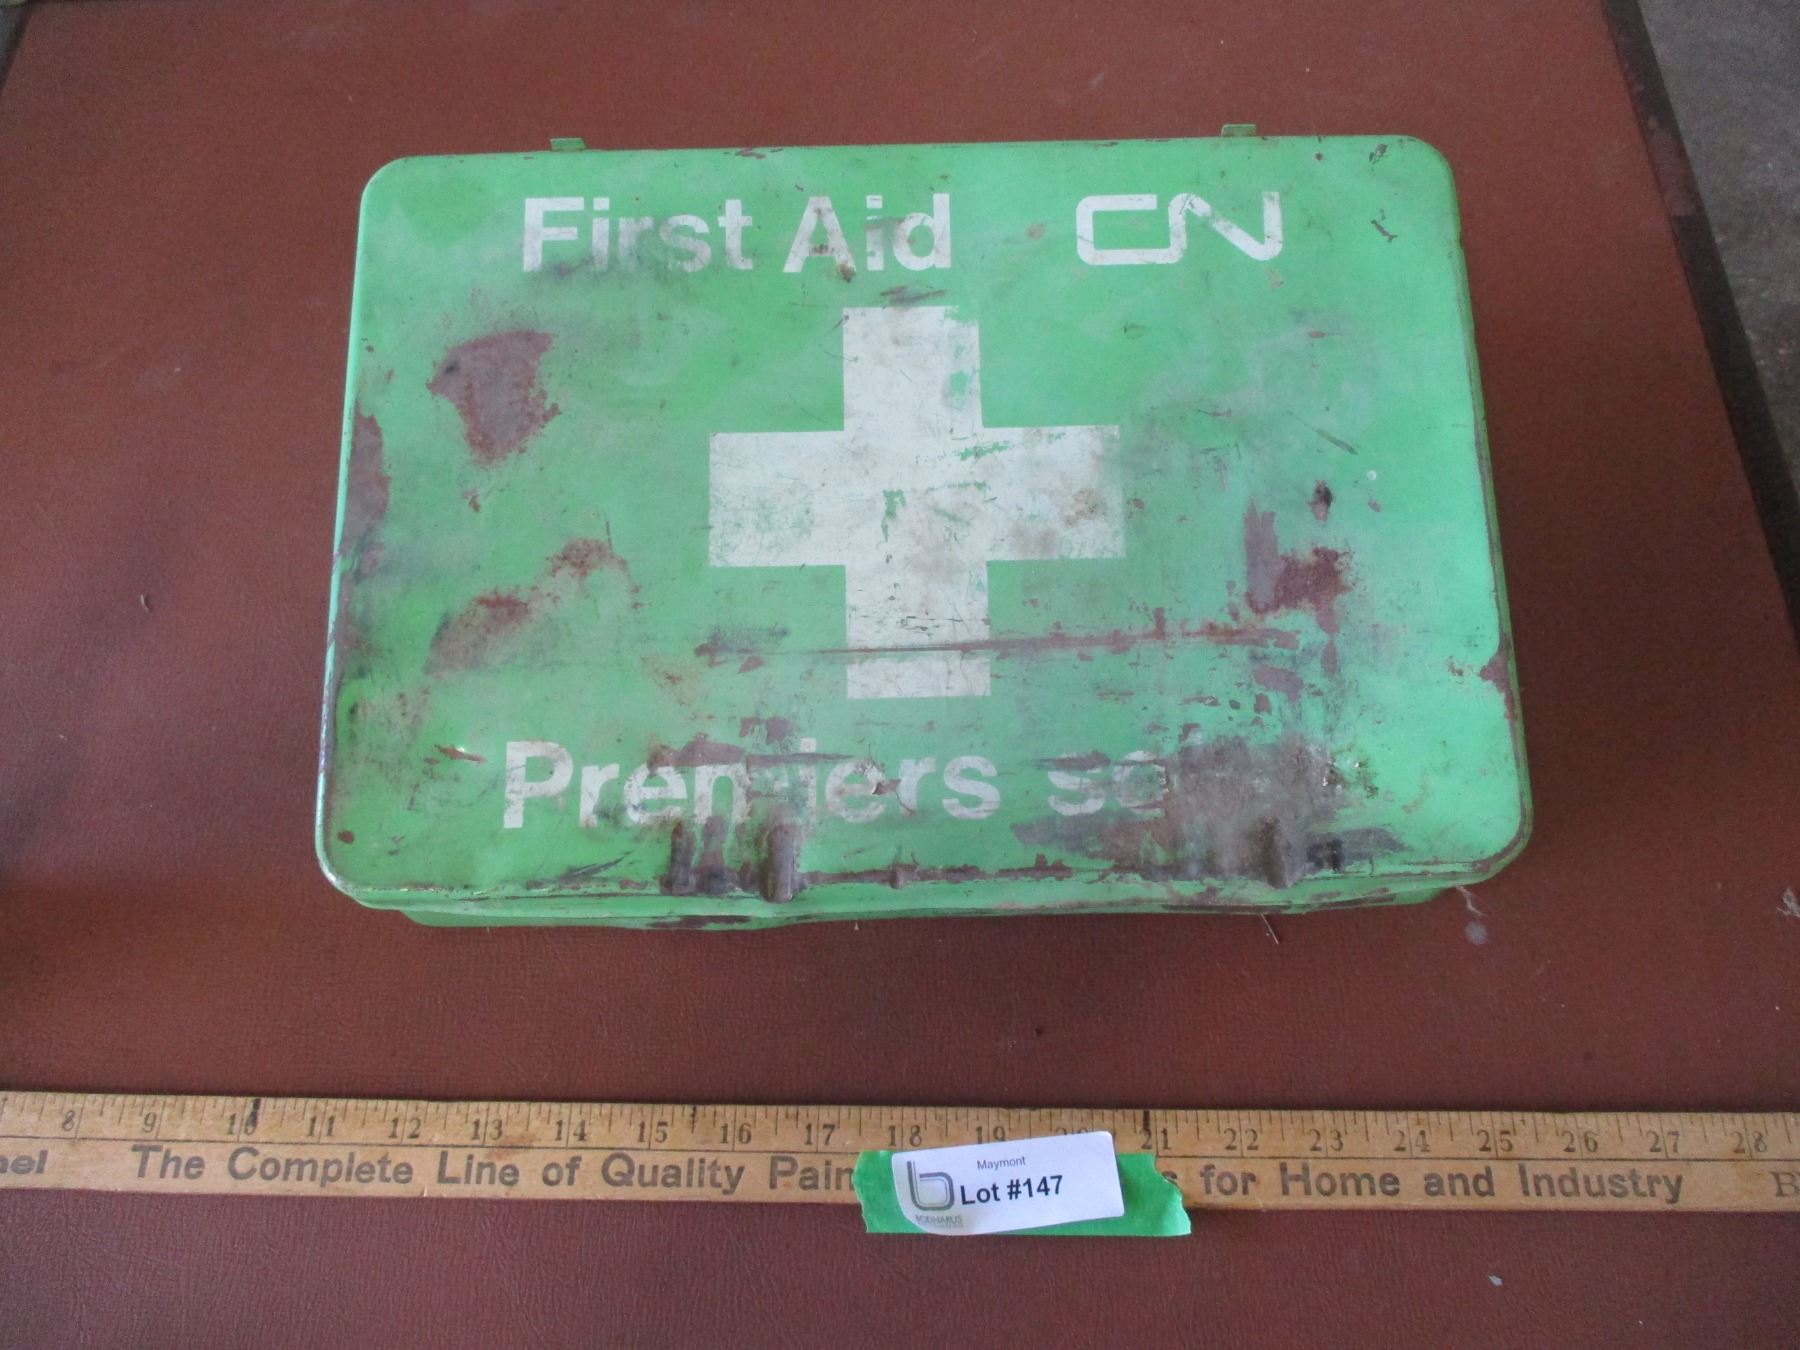 First Aid CN
Premiers
8 9 10 11 12 13 14 15 16 17 18 19 20 21 22 23 24 25 26 27 28
The Complete Line of Quality for Home and Industry
Maymont
Lot #147